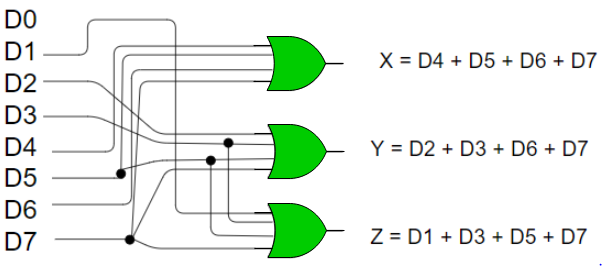 D0
D1
D2
D3
D4
D5
D6
D7
X = D4 + D5 + D6 + D7
Y = D2 + D3 + D6 + D7
Z = D1 + D3 + D5 + D7